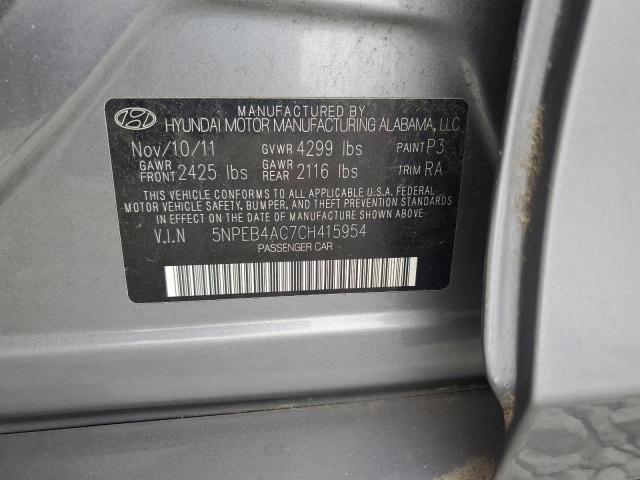 MANUFACTURED BY
HYUNDAI MOTOR MANUFACTURING ALABAMA, LLC
Nov/10/11 GVWR 4299 lbs PAINT P3
GAWR FRONT 2425 lbs GAWR REAR 2116 lbs TRIM RA
THIS VEHICLE CONFORMS TO ALL APPLICABLE U.S.A. FEDERAL
MOTOR VEHICLE SAFETY, BUMPER, AND THEFT PREVENTION STANDARDS
IN EFFECT ON THE DATE OF MANUFACTURE SHOWN ABOVE.
V.I.N 5NPEB4AC7CH415954
PASSENGER CAR